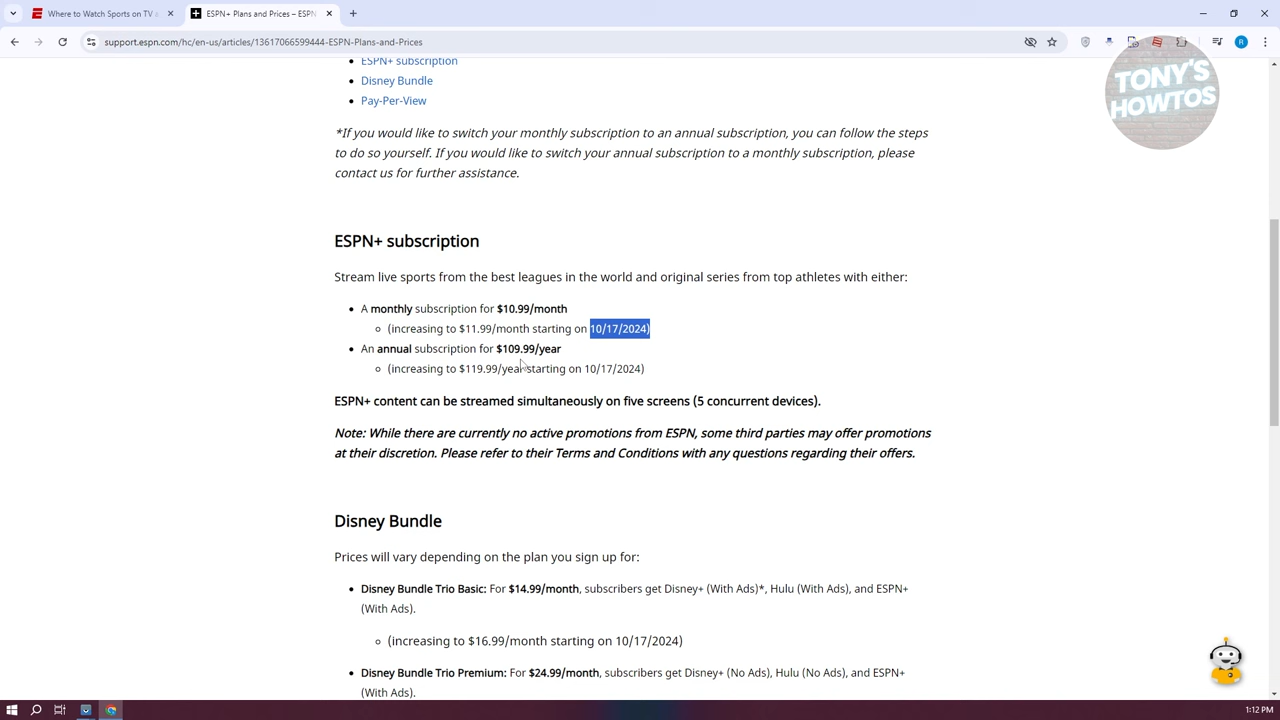 Where to Watch Sports on TV a
ESPN+ Plans and Prices – ESPN
support.espn.com/hc/en-us/articles/13617066599444-ESPN-Plans-and-Prices
R
TONY'S
HOWTOS
ESPN+ subscription
Disney Bundle
Pay-Per-View
*If you would like to switch your monthly subscription to an annual subscription, you can follow the steps
to do so yourself. If you would like to switch your annual subscription to a monthly subscription, please
contact us for further assistance.
ESPN+ subscription
Stream live sports from the best leagues in the world and original series from top athletes with either:
A monthly subscription for $10.99/month
(increasing to $11.99/month starting on 10/17/2024)
An annual subscription for $109.99/year
(increasing to $119.99/year starting on 10/17/2024)
ESPN+ content can be streamed simultaneously on five screens (5 concurrent devices).
Note: While there are currently no active promotions from ESPN, some third parties may offer promotions
at their discretion. Please refer to their Terms and Conditions with any questions regarding their offers.
Disney Bundle
Prices will vary depending on the plan you sign up for:
Disney Bundle Trio Basic: For $14.99/month, subscribers get Disney+ (With Ads)*, Hulu (With Ads), and ESPN+
(With Ads).
(increasing to $16.99/month starting on 10/17/2024)
Disney Bundle Trio Premium: For $24.99/month, subscribers get Disney+ (No Ads), Hulu (No Ads), and ESPN+
(With Ads).
1:12 PM